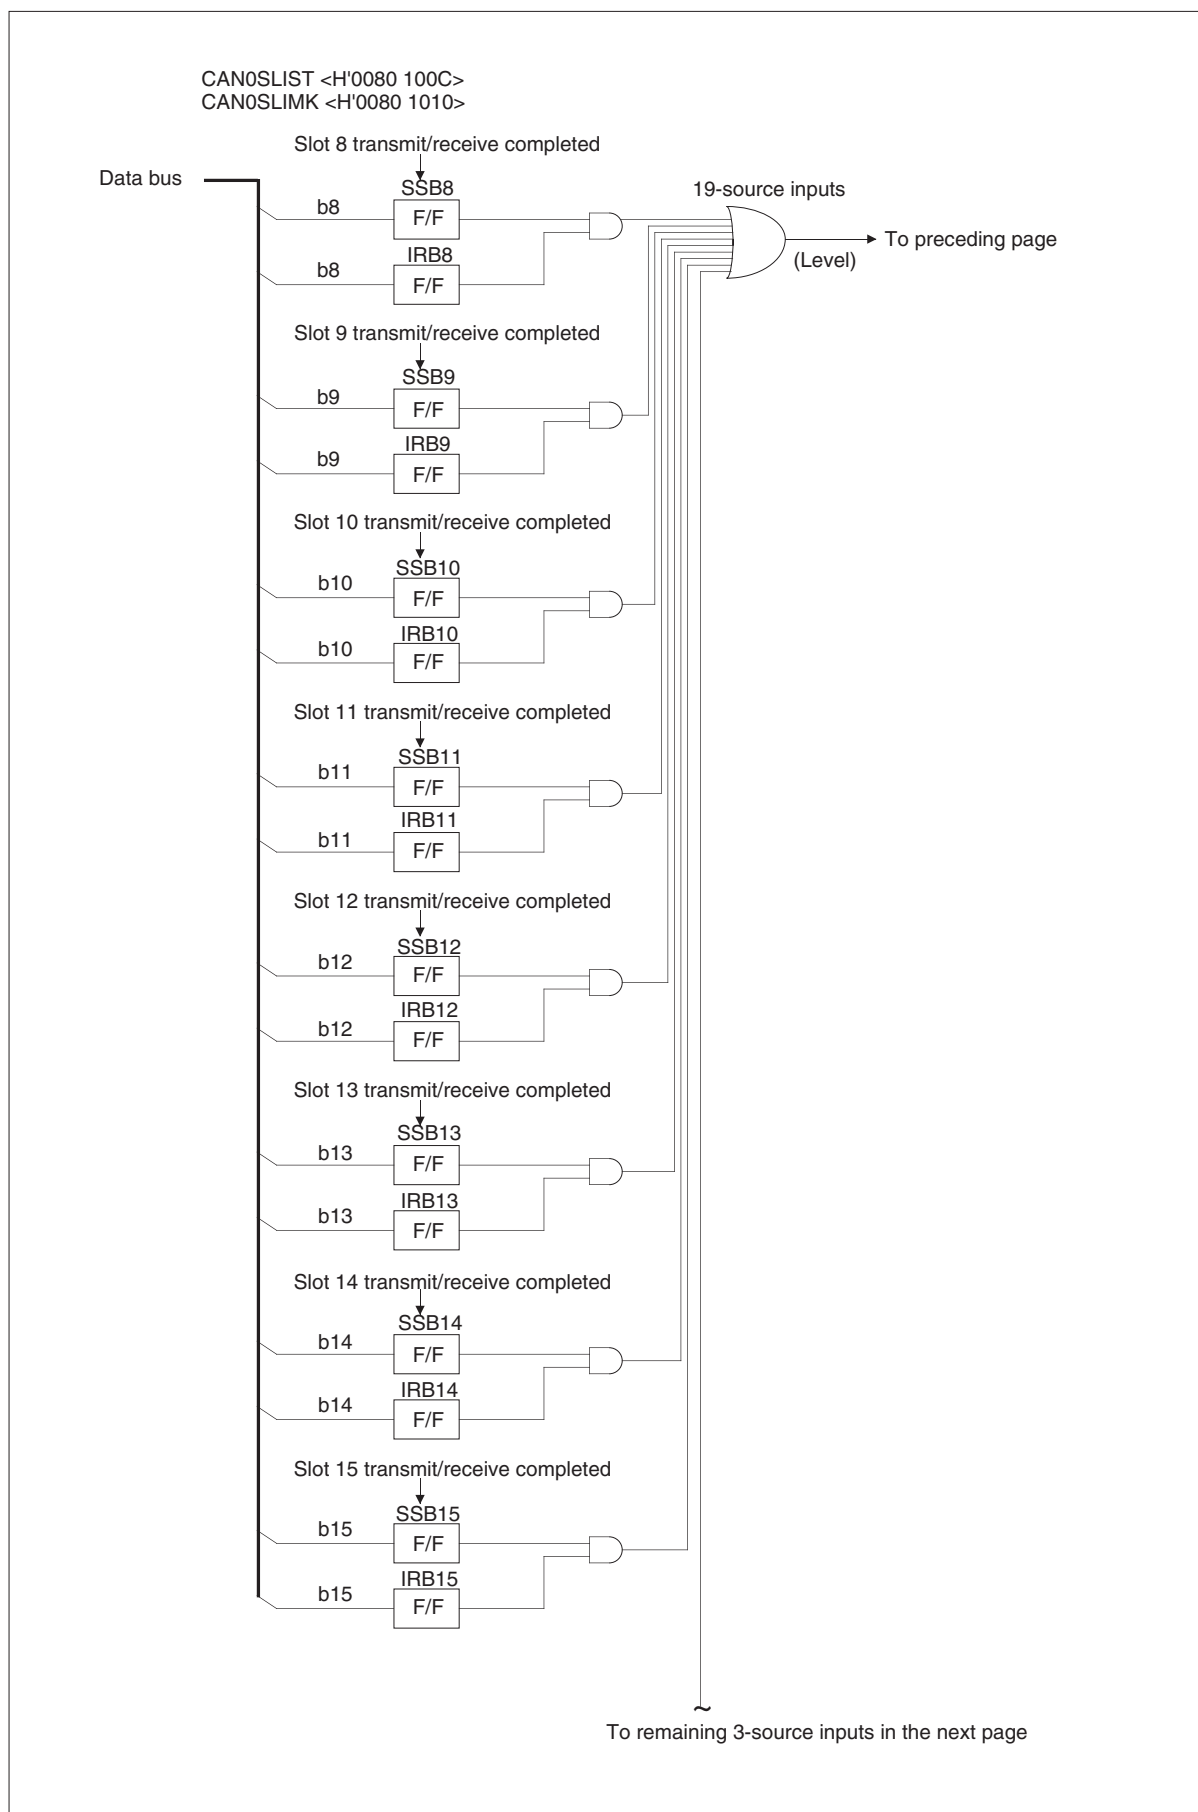 CAN0SLIST <H'0080 100C>
CAN0SLIMK <H'0080 1010>
Slot 8 transmit/receive completed
Data bus
SSB8
19-source inputs
b8
F/F
To preceding page
(Level)
IRB8
b8
F/F
Slot 9 transmit/receive completed
SSB9
b9
F/F
IRB9
b9
F/F
Slot 10 transmit/receive completed
SSB10
b10
F/F
IRB10
b10
F/F
Slot 11 transmit/receive completed
SSB11
b11
F/F
IRB11
b11
F/F
Slot 12 transmit/receive completed
SSB12
b12
F/F
IRB12
b12
F/F
Slot 13 transmit/receive completed
SSB13
b13
F/F
IRB13
b13
F/F
Slot 14 transmit/receive completed
SSB14
b14
F/F
IRB14
b14
F/F
Slot 15 transmit/receive completed
SSB15
b15
F/F
IRB15
b15
F/F
~
To remaining 3-source inputs in the next page